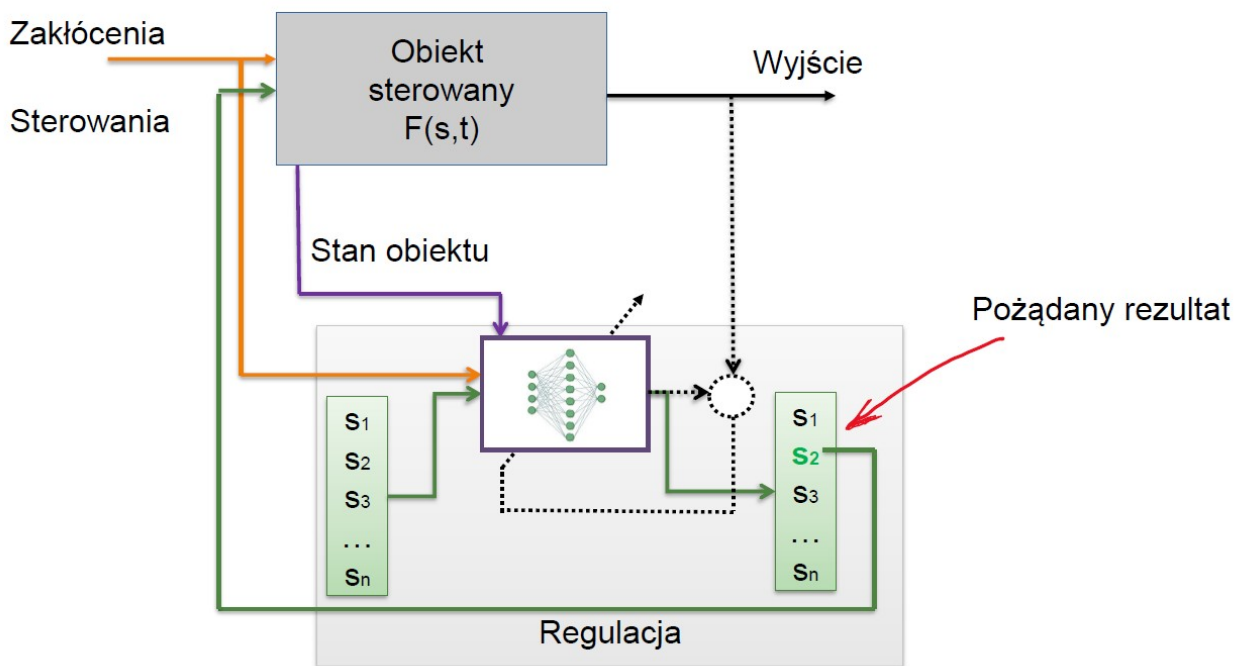 Zakłócenia
Sterowania
Obiekt
sterowany
F(s,t)
Wyjście
Stan obiektu
Pożądany rezultat
s1
s2
s3
...
sn
s1
s2
s3
...
sn
Regulacja